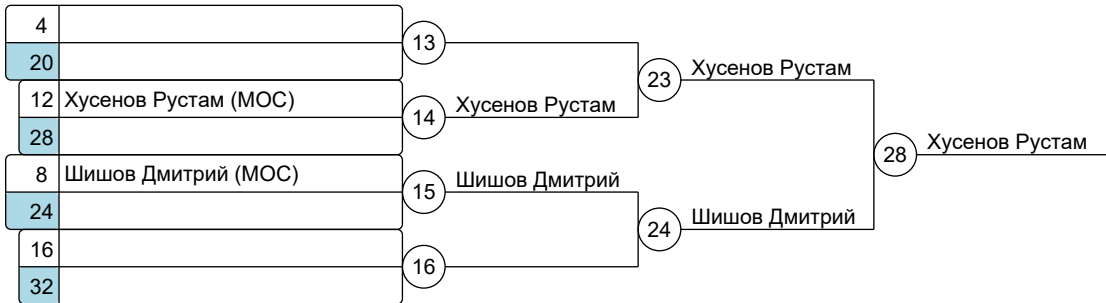 4
13
20
23 Хусенов Рустам
12 Хусенов Рустам (МОС)
14 Хусенов Рустам
28
28 Хусенов Рустам
8 Шишов Дмитрий (МОС)
15 Шишов Дмитрий
24
24 Шишов Дмитрий
16
16
32